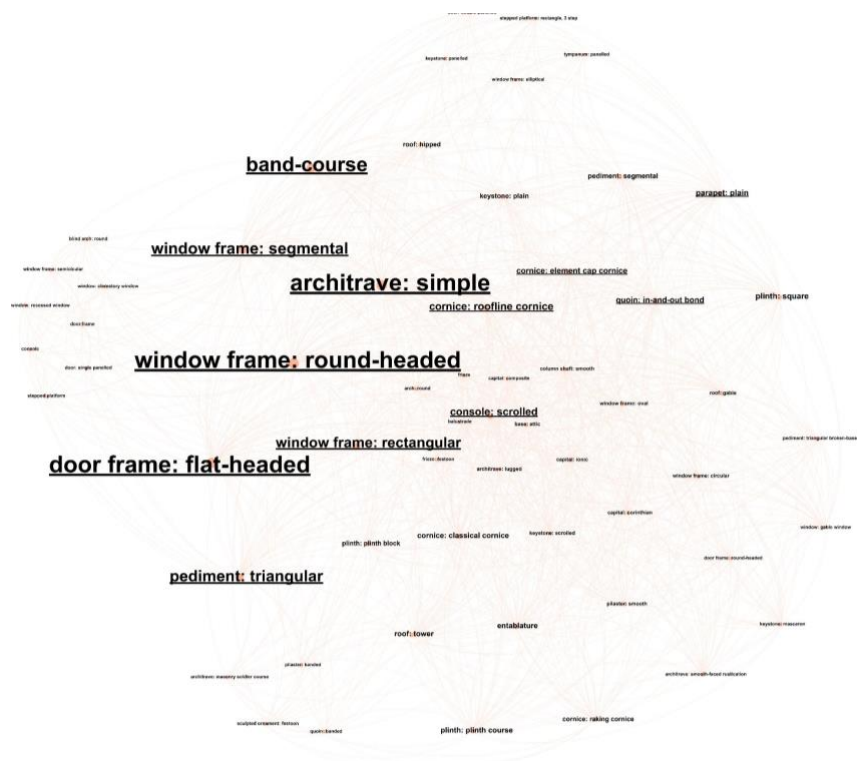 stepped platform: rectangle, 3 step
tympanum: panelled
keystone: panelled
window frame: elliptical
roof: hipped
band-course
pediment: segmental
parapet: plain
keystone: plain
blind arch: round
window frame: segmental
window frame: semicircular
cornice: element cap cornice
architrave: simple
window: clerestory window
plinth: square
quoin: in-and-out bond
window: recessed window
cornice: roofline cornice
door frame
console
window frame: round-headed
door: single panelled
column shaft: smooth
frieze
capital: composite
arch: round
roof: gable
stepped platform
window frame: oval
console: scrolled
balustrade
base: attic
pediment: triangular broken-base
window frame: rectangular
frieze: festoon
capital: ionic
door frame: flat-headed
architrave: lugged
window frame: circular
capital: corinthian
window: gable window
keystone: scrolled
cornice: classical cornice
plinth: plinth block
door frame: round-headed
pediment: triangular
pilaster: smooth
keystone: mascaron
entablature
roof: tower
pilaster: banded
architrave: smooth-faced rustication
architrave: masonry soldier course
cornice: raking cornice
sculpted ornament: festoon
quoin: banded
plinth: plinth course